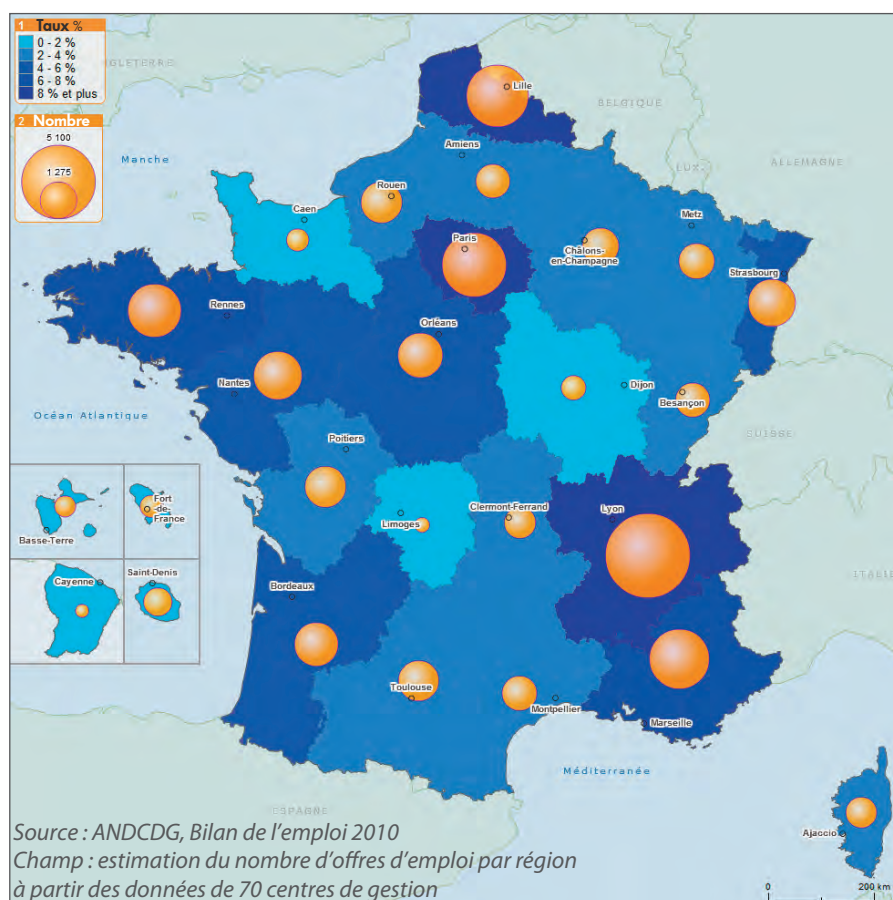 1 Taux %
0 - 2 %
2 - 4 %
4 - 6 %
6 - 8 %
8 % et plus
2 Nombre
5 100
1 275
ANGLETERRE
Manche
BELGIQUE
LUX.
ALLEMAGNE
Lille
Amiens
Rouen
Caen
Metz
Paris
Châlons-
en-Champagne
Strasbourg
Rennes
Orléans
Nantes
Dijon
Besançon
Océan Atlantique
SUISSE
Poitiers
Limoges
Clermont-Ferrand
Lyon
Fort
-de-
France
Basse-Terre
Cayenne
Saint-Denis
ITALIE
Bordeaux
Toulouse
Montpellier
Marseille
Méditerranée
ESPAGNE
Ajaccio
Source : ANDCDG, Bilan de l'emploi 2010
Champ : estimation du nombre d'offres d'emploi par région
à partir des données de 70 centres de gestion
0 200 km